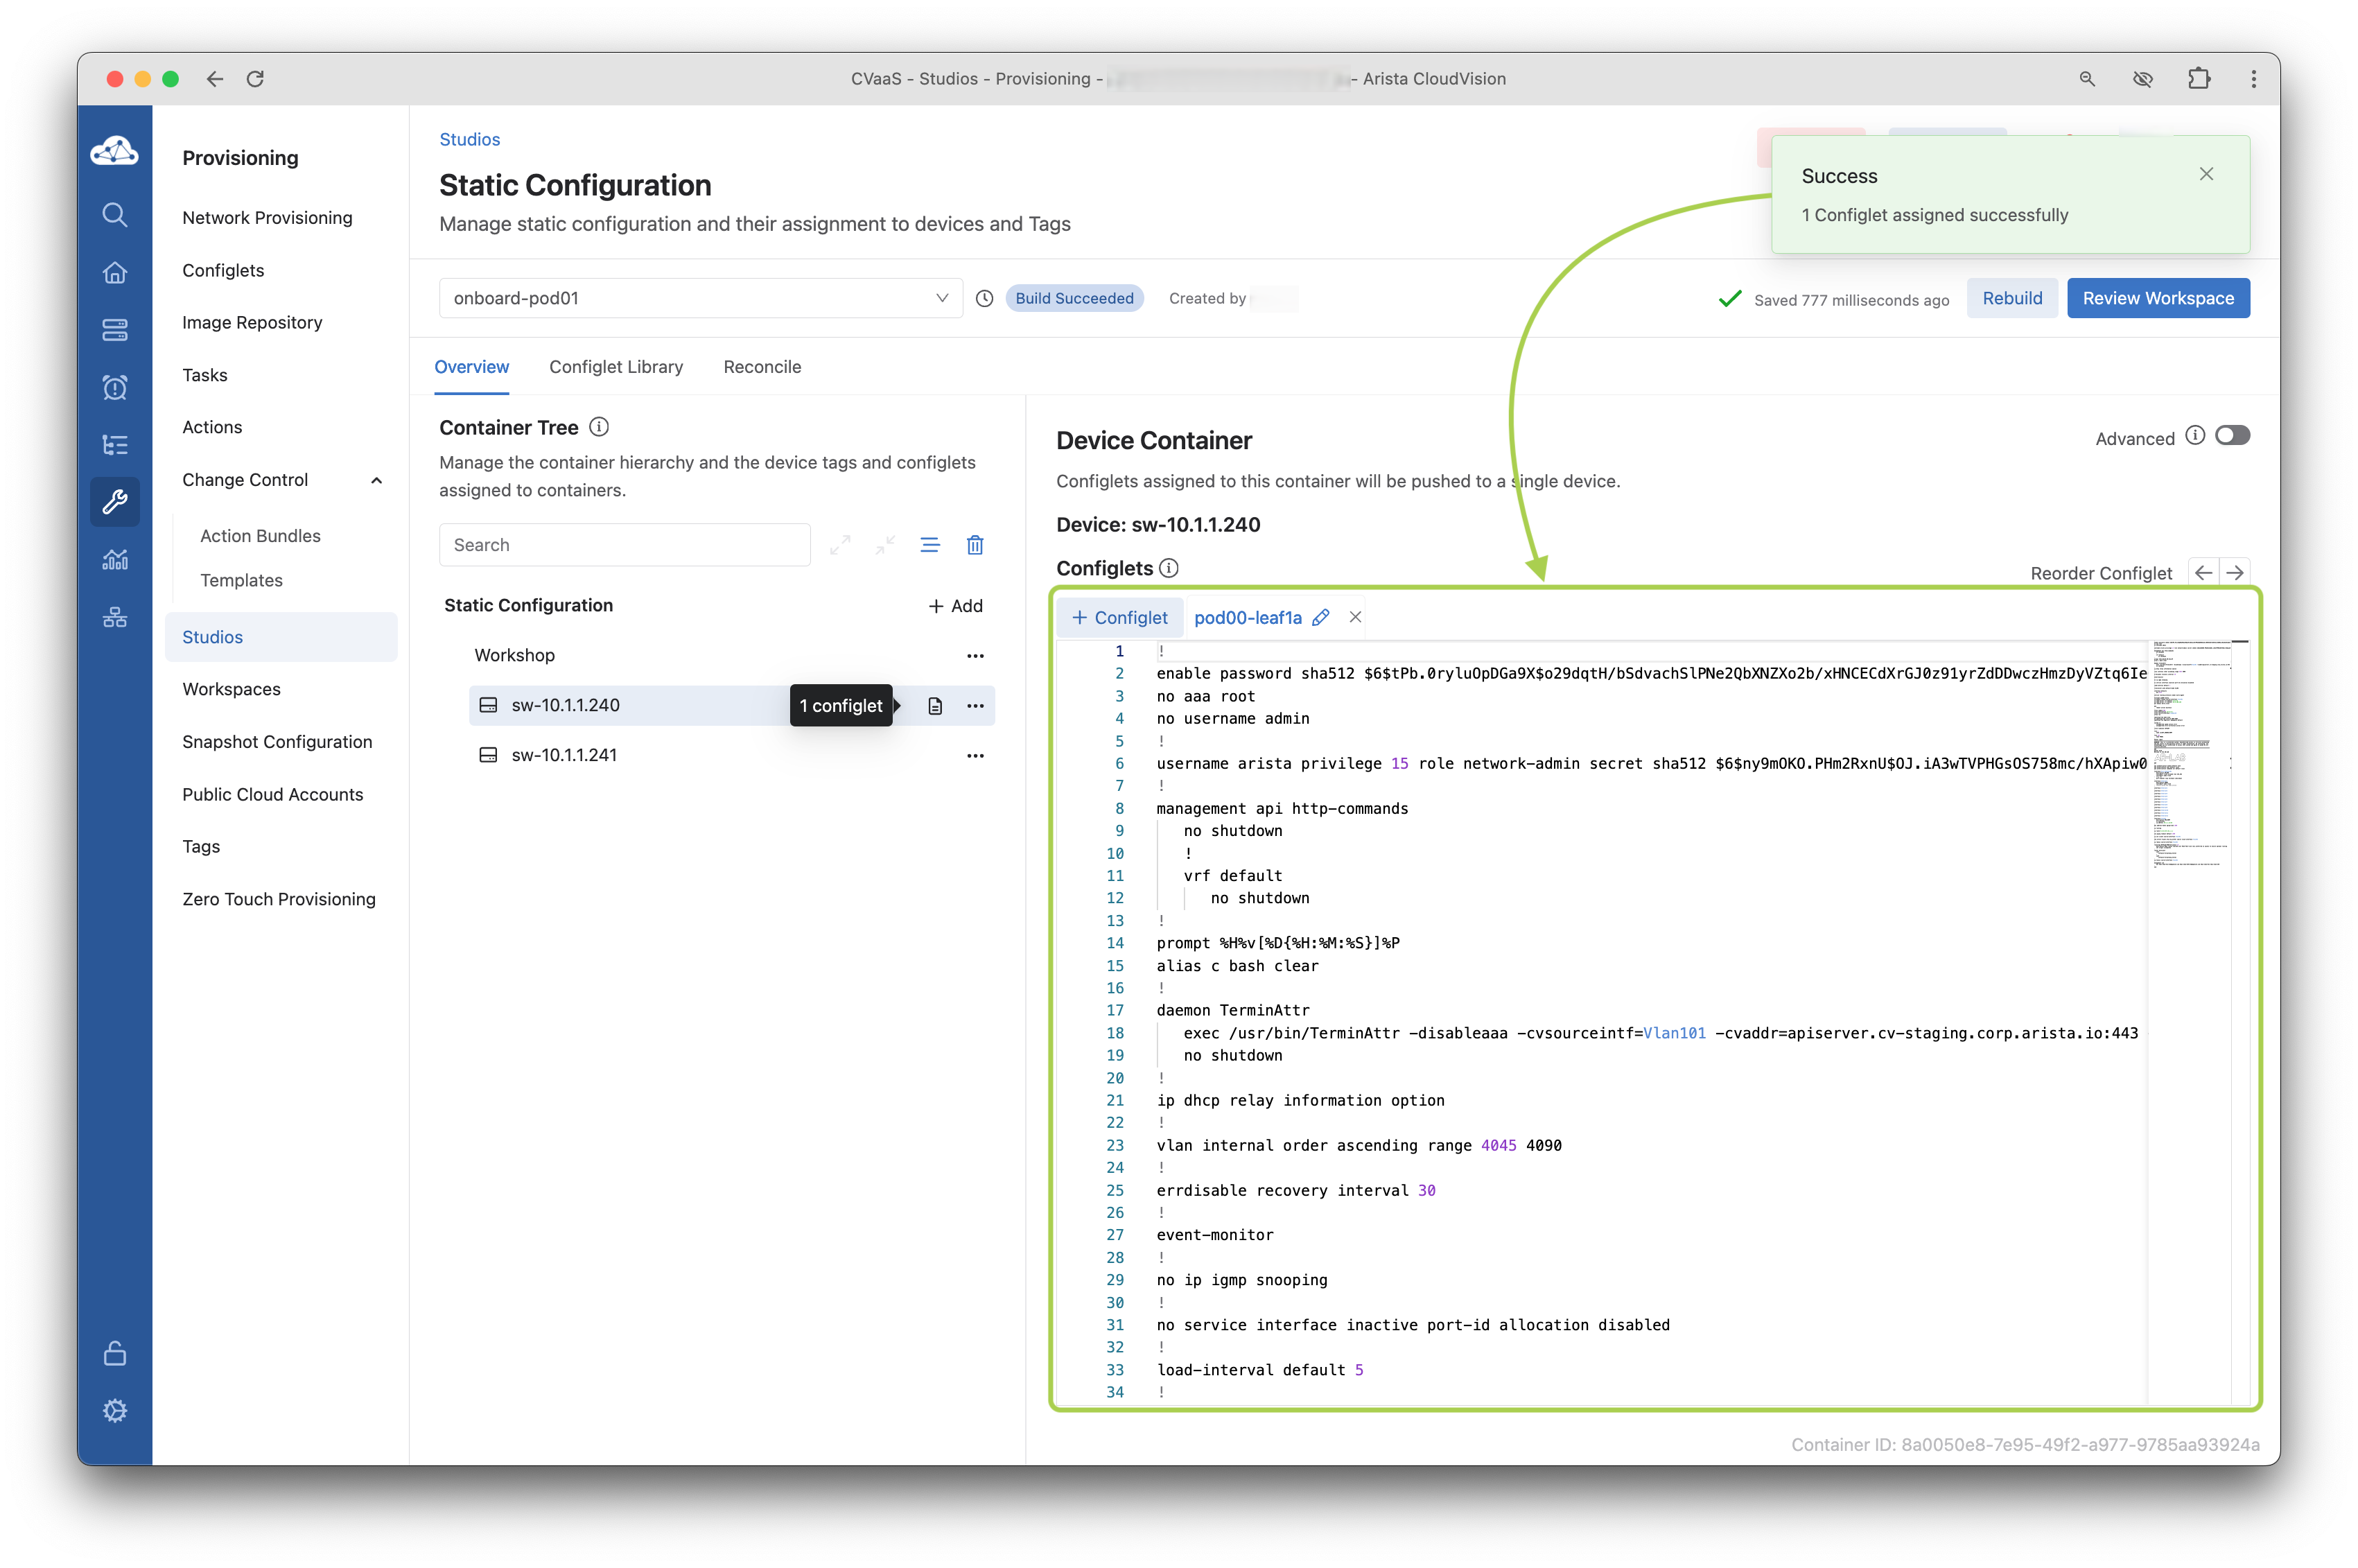 CVaaS - Studios - Provisioning - - Arista CloudVision
Provisioning
Network Provisioning
Configlets
Image Repository
Tasks
Actions
Change Control
Action Bundles
Templates
Studios
Workspaces
Snapshot Configuration
Public Cloud Accounts
Tags
Zero Touch Provisioning
Studios
Static Configuration
Manage static configuration and their assignment to devices and Tags
Success
1 Configlet assigned successfully
onboard-pod01
Build Succeeded
Created by
Saved 777 milliseconds ago
Rebuild
Review Workspace
Overview
Configlet Library
Reconcile
Container Tree
Manage the container hierarchy and the device tags and configlets
assigned to containers.
Search
Static Configuration
+ Add
Workshop
sw-10.1.1.240
1 configlet
sw-10.1.1.241
Device Container
Advanced
Configlets assigned to this container will be pushed to a single device.
Device: sw-10.1.1.240
Configlets
Reorder Configlet
+ Configlet
pod00-leaf1a
1 !
2 enable password sha512 $6$tPb.0ryluOpDGa9X$o29dqtH/bSdvachSlPNe2QbXNZXo2b/xHNCECdXrGJ0z91yrZdDDwczHmzDyVZtq6Ie
3 no aaa root
4 no username admin
5 !
6 username arista privilege 15 role network-admin secret sha512 $6$ny9mOKO.PHm2RxnU$OJ.iA3wTVPHGsOS758mc/hXApiw0
7 !
8 management api http-commands
9 no shutdown
10 !
11 vrf default
12 no shutdown
13 !
14 prompt %H%v[%D{%H:%M:%S}]%P
15 alias c bash clear
16 !
17 daemon TerminAttr
18 exec /usr/bin/TerminAttr -disableaaa -cvsourceintf=Vlan101 -cvaddr=apiserver.cv-staging.corp.arista.io:443
19 no shutdown
20 !
21 ip dhcp relay information option
22 !
23 vlan internal order ascending range 4045 4090
24 !
25 errdisable recovery interval 30
26 !
27 event-monitor
28 !
29 no ip igmp snooping
30 !
31 no service interface inactive port-id allocation disabled
32 !
33 load-interval default 5
34 !
Container ID: 8a0050e8-7e95-49f2-a977-9785aa93924a